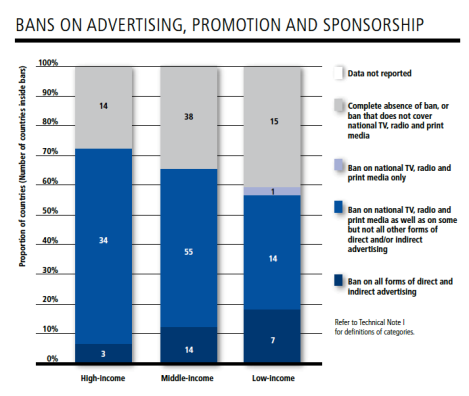 BANS ON ADVERTISING, PROMOTION AND SPONSORSHIP
Proportion of countries (Number of countries inside bars)
100%
90%
80%
70%
60%
50%
40%
30%
20%
10%
0%
14
34
3
38
55
14
15
1
14
7
High-income
Middle-income
Low-income
Data not reported
Complete absence of ban, or
ban that does not cover
national TV, radio and print
media
Ban on national TV, radio and
print media only
Ban on national TV, radio and
print media as well as on some
but not all other forms of
direct and/or indirect
advertising
Ban on all forms of direct and
indirect advertising
Refer to Technical Note I
for definitions of categories.